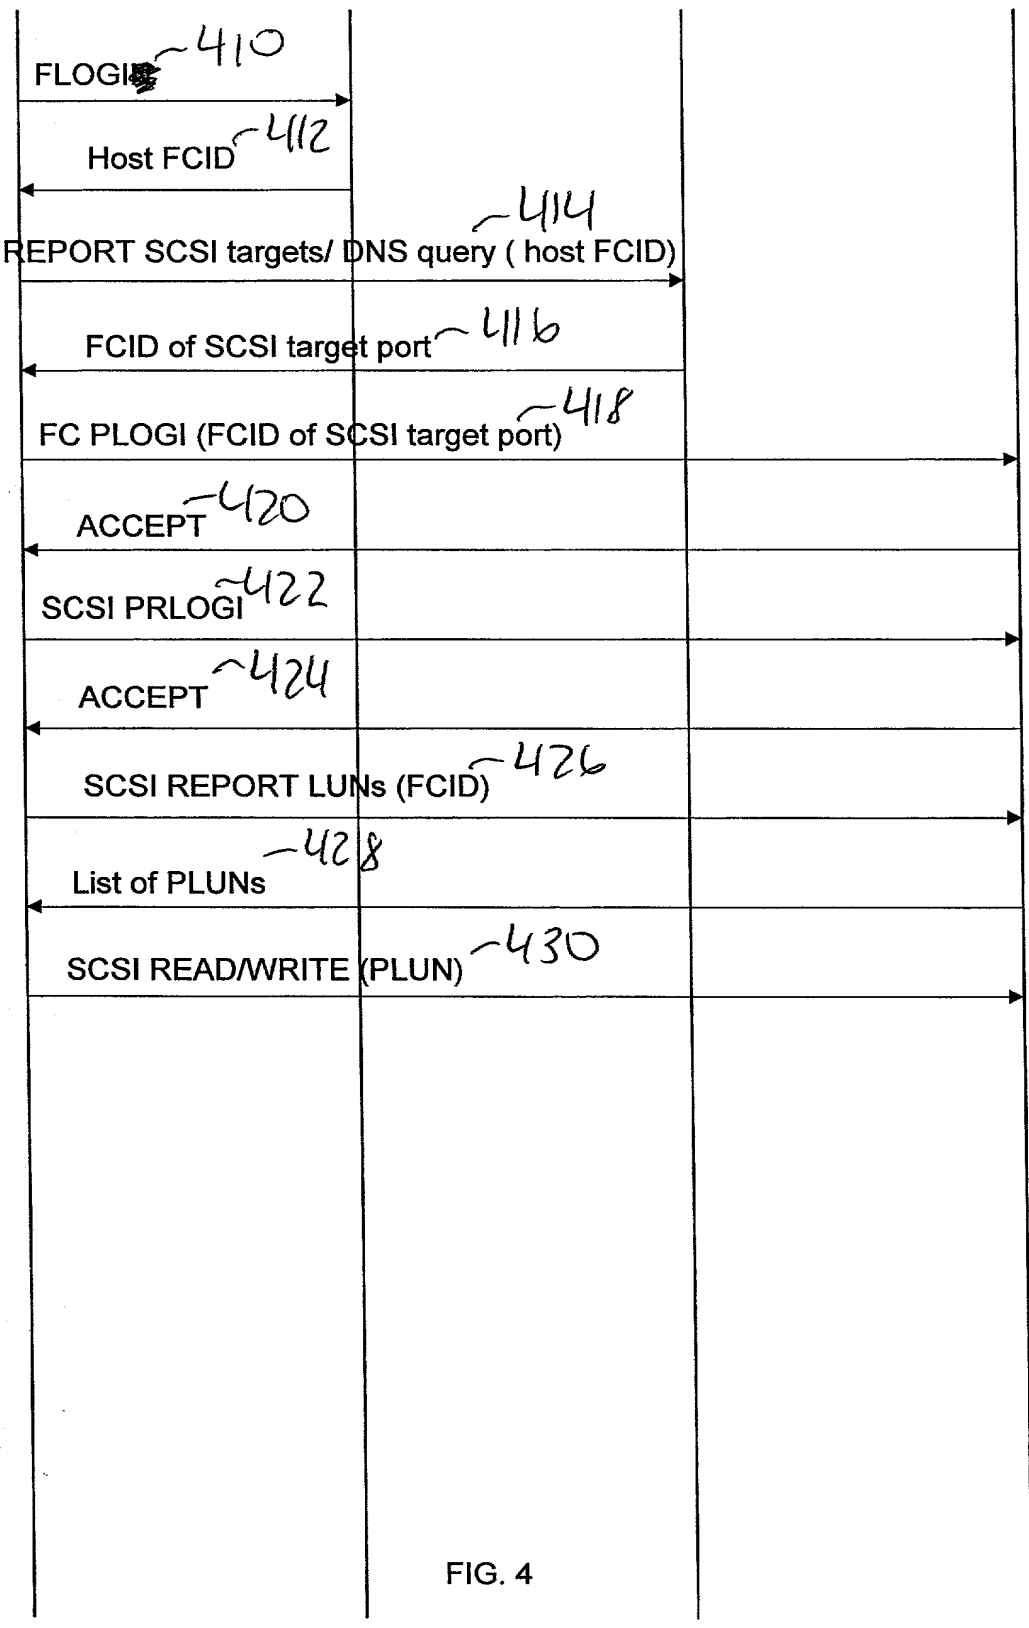 FLOGI 410
Host FCID 412
414
REPORT SCSI targets/ DNS query ( host FCID)
FCID of SCSI target port 416
418
FC PLOGI (FCID of SCSI target port)
ACCEPT 420
SCSI PRLOGI 422
ACCEPT 424
SCSI REPORT LUNs (FCID) 426
428
List of PLUNs
SCSI READ/WRITE (PLUN) 430
FIG. 4